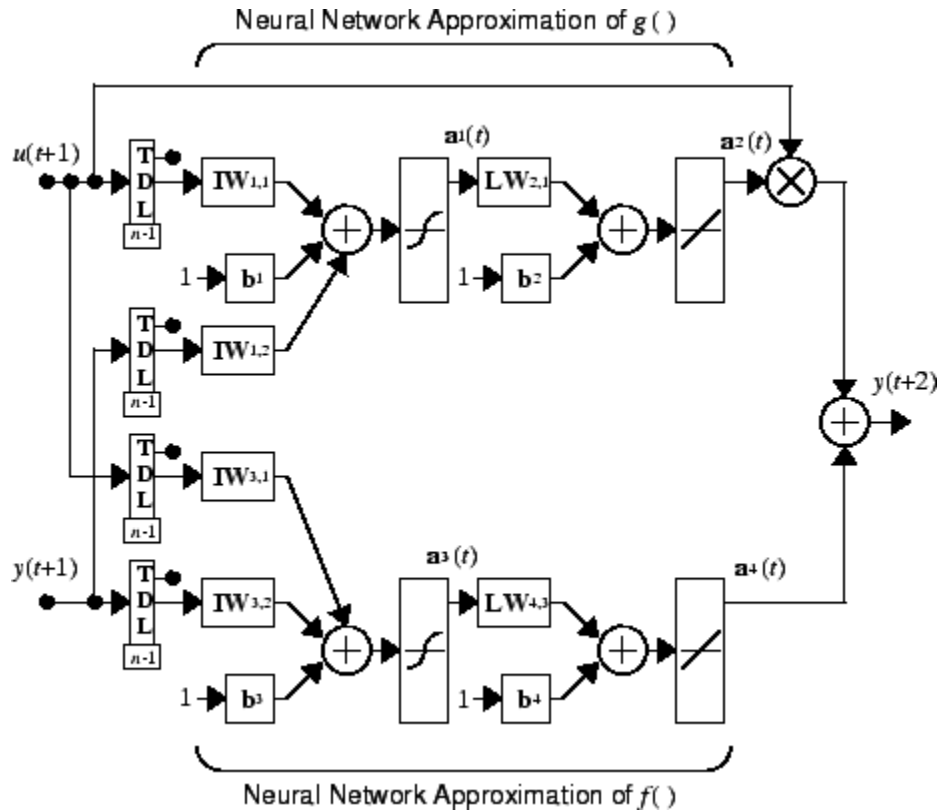 Neural Network Approximation of g ( )
u(t+1)
T
D
L
n-1
IW1,1
a1(t)
LW2,1
a2(t)
1
b1
1
b2
T
D
L
n-1
IW1,2
y(t+2)
T
D
L
n-1
IW3,1
y(t+1)
T
D
L
n-1
IW3,2
a3(t)
LW4,3
a4(t)
1
b3
1
b4
Neural Network Approximation of f( )